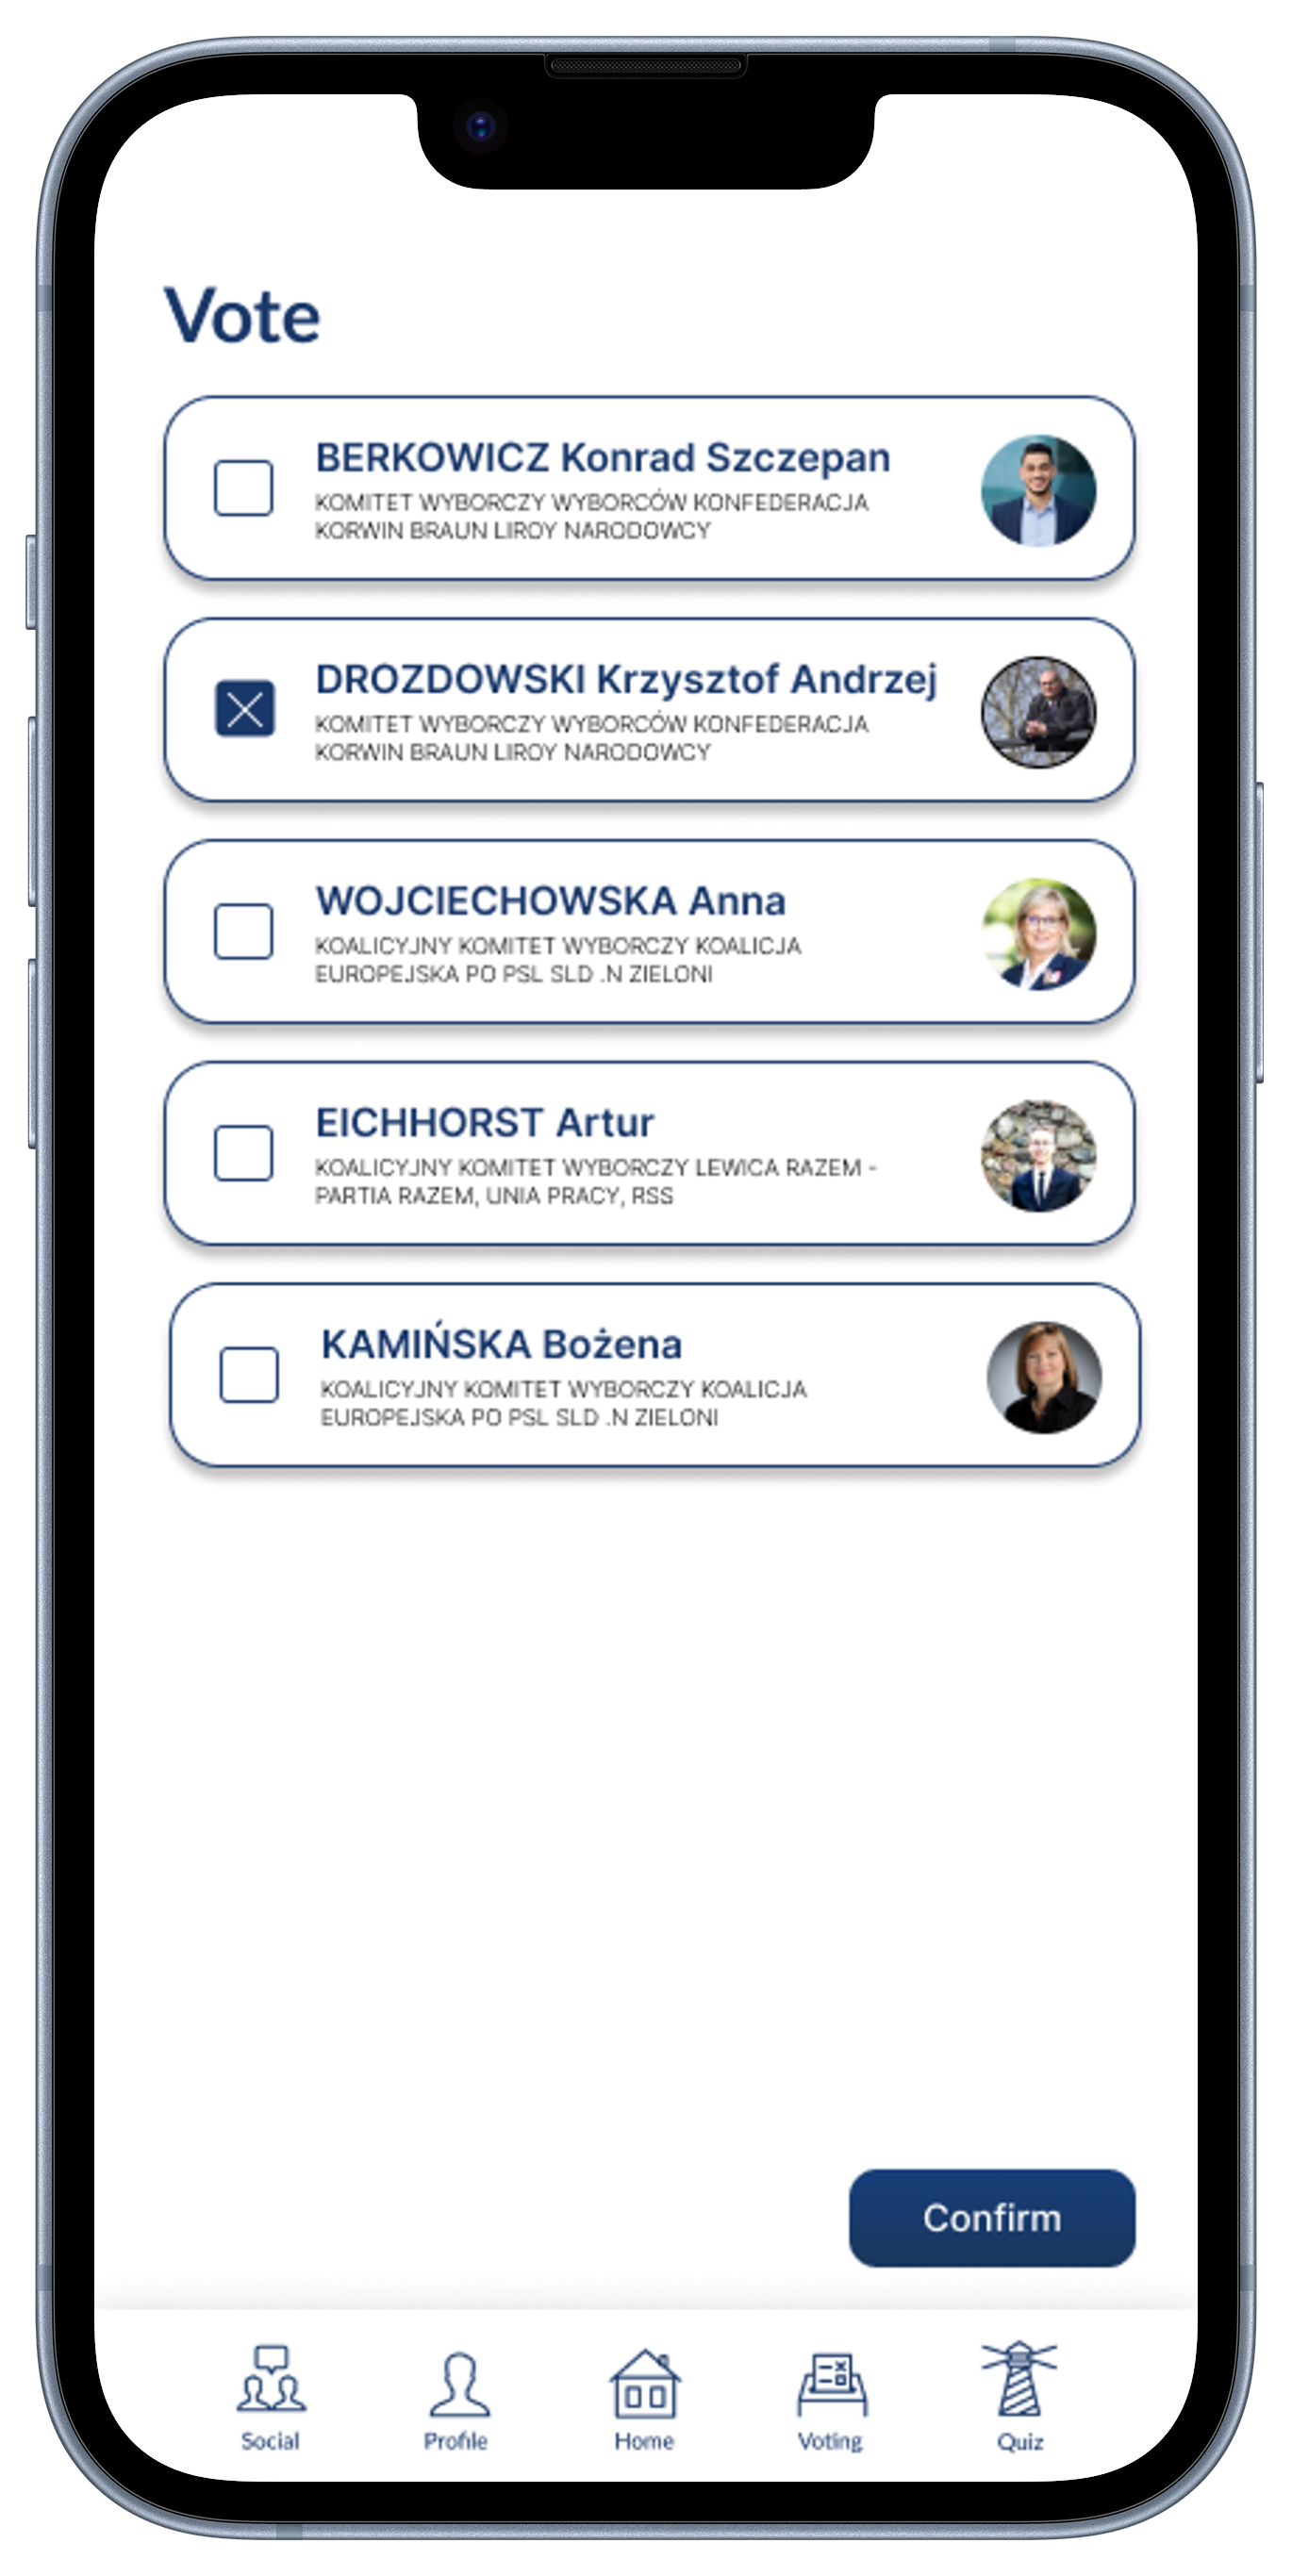 Vote
BERKOWICZ Konrad Szczepan
KOMITET WYBORCZY WYBORCÓW KONFEDERACJA
KORWIN BRAUN LIROY NARODOWCY
DROZDOWSKI Krzysztof Andrzej
KOMITET WYBORCZY WYBORCÓW KONFEDERACJA
KORWIN BRAUN LIROY NARODOWCY
WOJCIECHOWSKA Anna
KOALICYJNY KOMITET WYBORCZY KOALICJA
EUROPEJSKA PO PSL SLD .N ZIELONI
EICHHORST Artur
KOALICYJNY KOMITET WYBORCZY LEWICA RAZEM -
PARTIA RAZEM, UNIA PRACY, RSS
KAMIŃSKA Bożena
KOALICYJNY KOMITET WYBORCZY KOALICJA
EUROPEJSKA PO PSL SLD .N ZIELONI
Confirm
Social Profile Home Voting Quiz